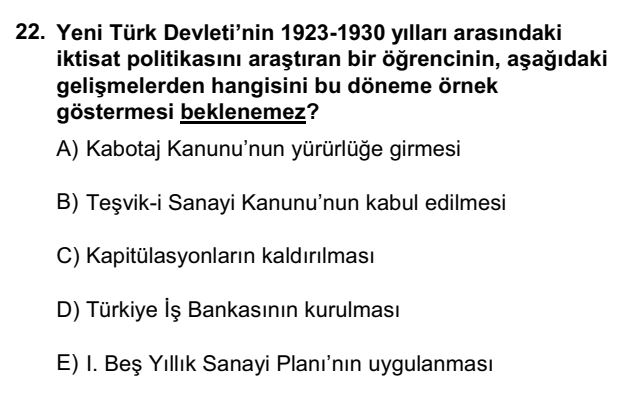 22. Yeni Türk Devleti’nin 1923-1930 yılları arasındaki
iktisat politikasını araştıran bir öğrencinin, aşağıdaki
gelişmelerden hangisini bu döneme örnek
göstermesi beklenemez?
A) Kabotaj Kanunu’nun yürürlüğe girmesi
B) Teşvik-i Sanayi Kanunu’nun kabul edilmesi
C) Kapitülasyonların kaldırılması
D) Türkiye İş Bankasının kurulması
E) I. Beş Yıllık Sanayi Planı’nın uygulanması